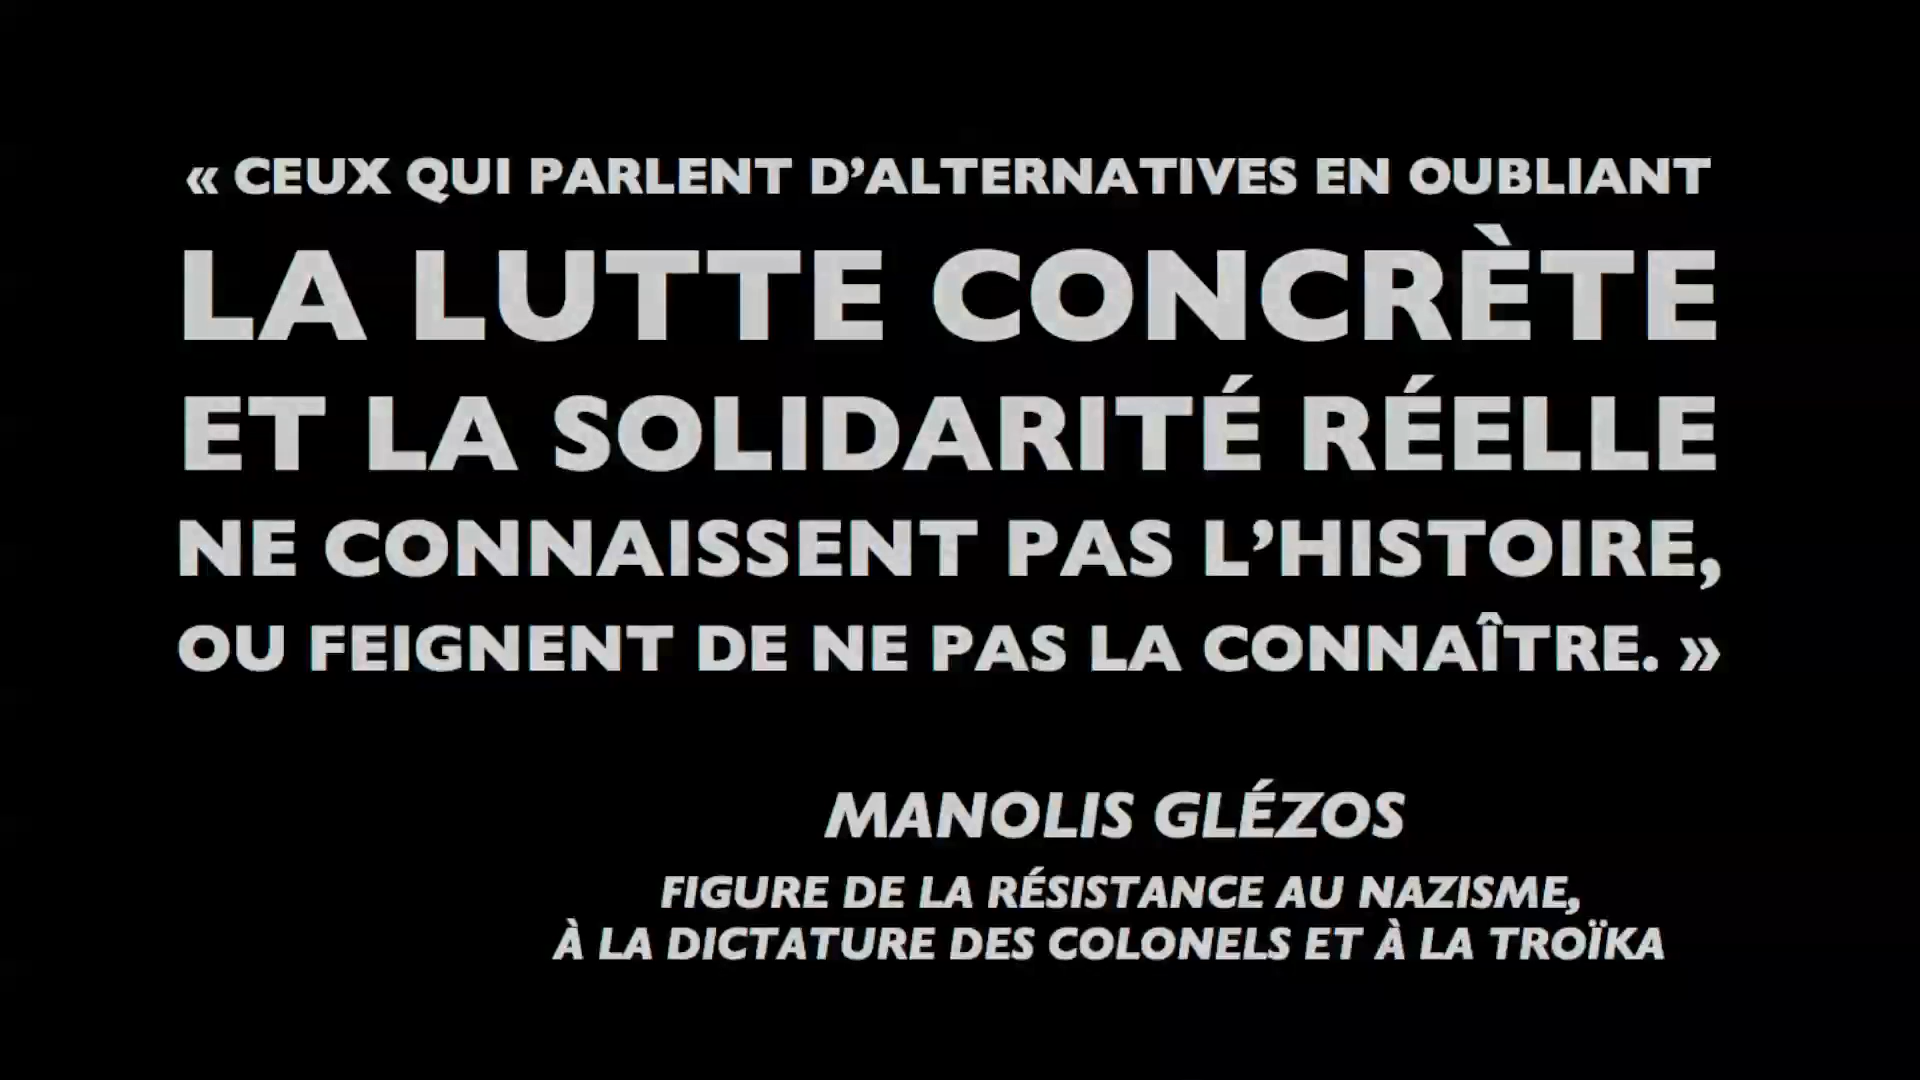 « CEUX QUI PARLENT D’ALTERNATIVES EN OUBLIANT
LA LUTTE CONCRÈTE
ET LA SOLIDARITÉ RÉELLE
NE CONNAISSENT PAS L’HISTOIRE,
OU FEIGNENT DE NE PAS LA CONNAÎTRE. »
MANOLIS GLÉZOS
FIGURE DE LA RÉSISTANCE AU NAZISME,
À LA DICTATURE DES COLONELS ET À LA TROÏKA